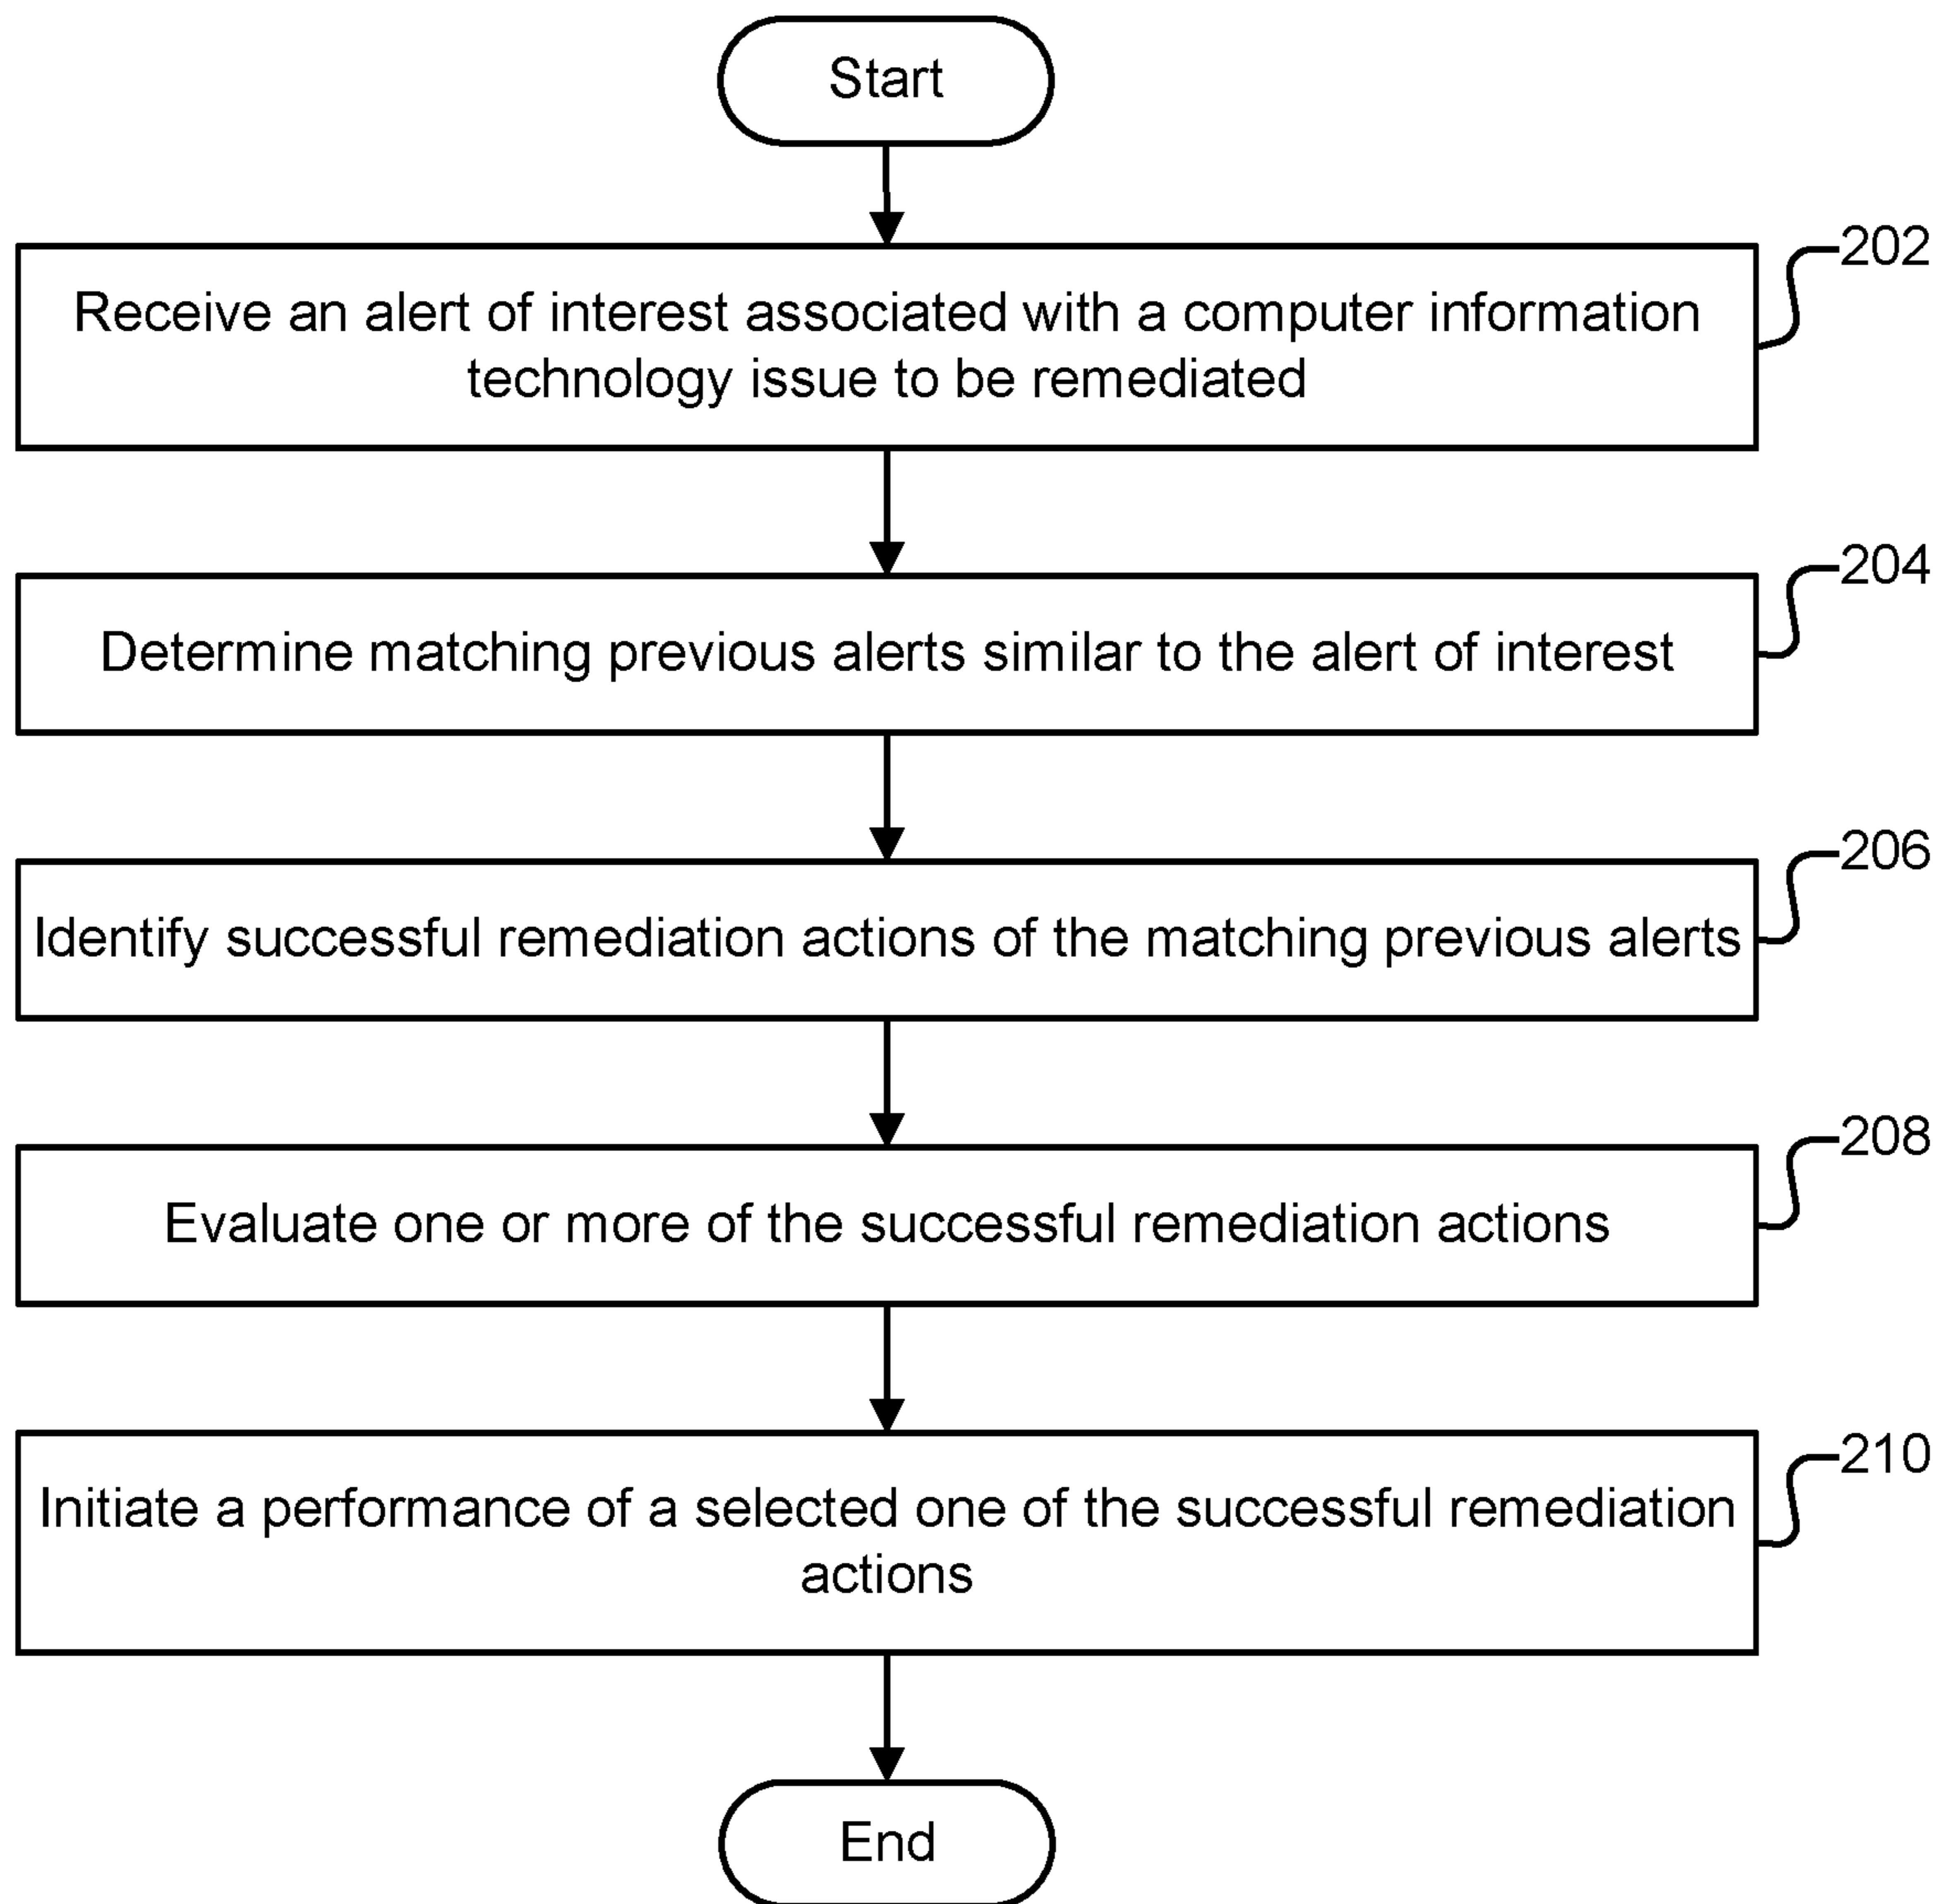 Start
202
Receive an alert of interest associated with a computer information
technology issue to be remediated
204
Determine matching previous alerts similar to the alert of interest
206
Identify successful remediation actions of the matching previous alerts
208
Evaluate one or more of the successful remediation actions
210
Initiate a performance of a selected one of the successful remediation
actions
End